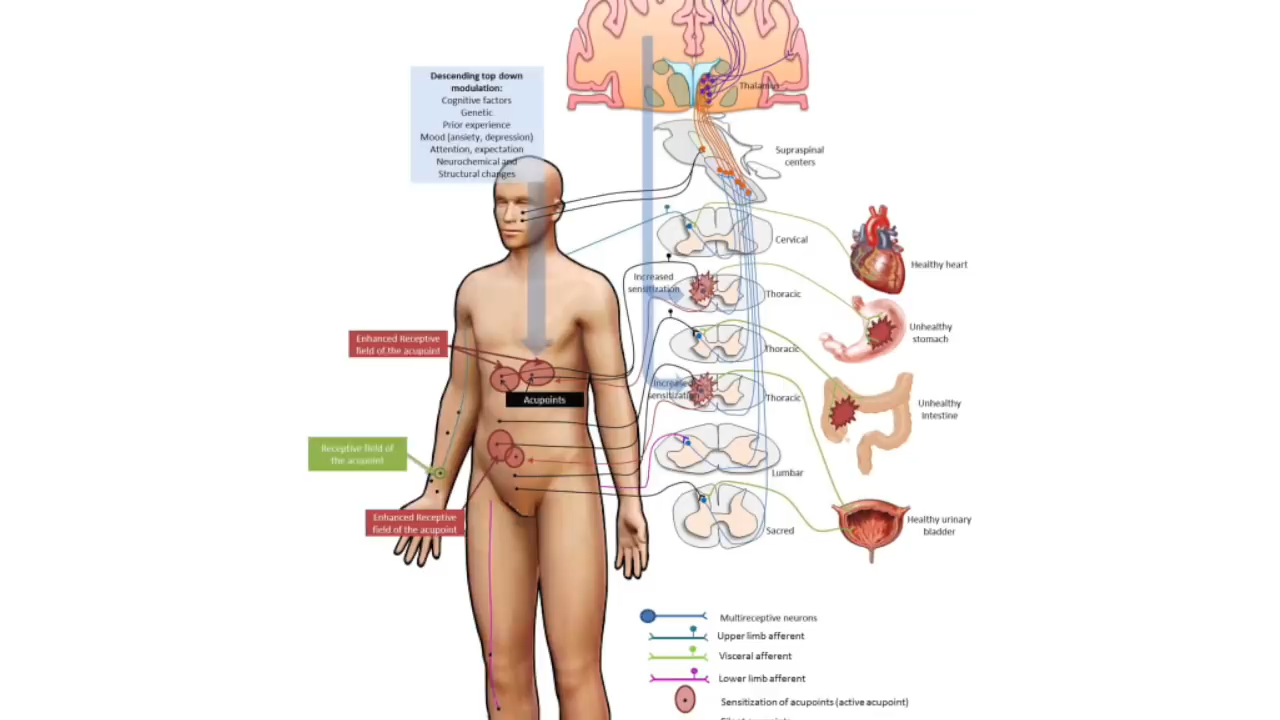 Descending top down
modulation:
Cognitive factors
Genetic
Prior experience
Mood (anxiety, depression)
Attention, expectation
Neurochemical and
Structural changes
Thalamus
Supraspinal
centers
Cervical
Healthy heart
Increased
sensitization
Thoracic
Unhealthy
stomach
Enhanced Receptive
field of the acupoint
Thoracic
Increased
sensitization
Thoracic
Acupoints
Unhealthy
Intestine
Receptive field of
the acupoint
Lumbar
Enhanced Receptive
field of the acupoint
Sacred
Healthy urinary
bladder
Multireceptive neurons
Upper limb afferent
Visceral afferent
Lower limb afferent
Sensitization of acupoints (active acupoint)